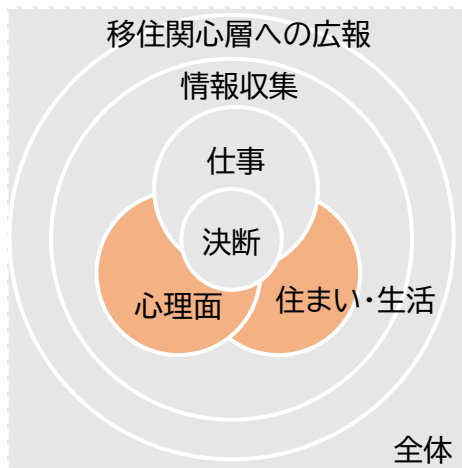 移住関心層への広報
情報収集
仕事
決断
心理面
住まい・生活
全体